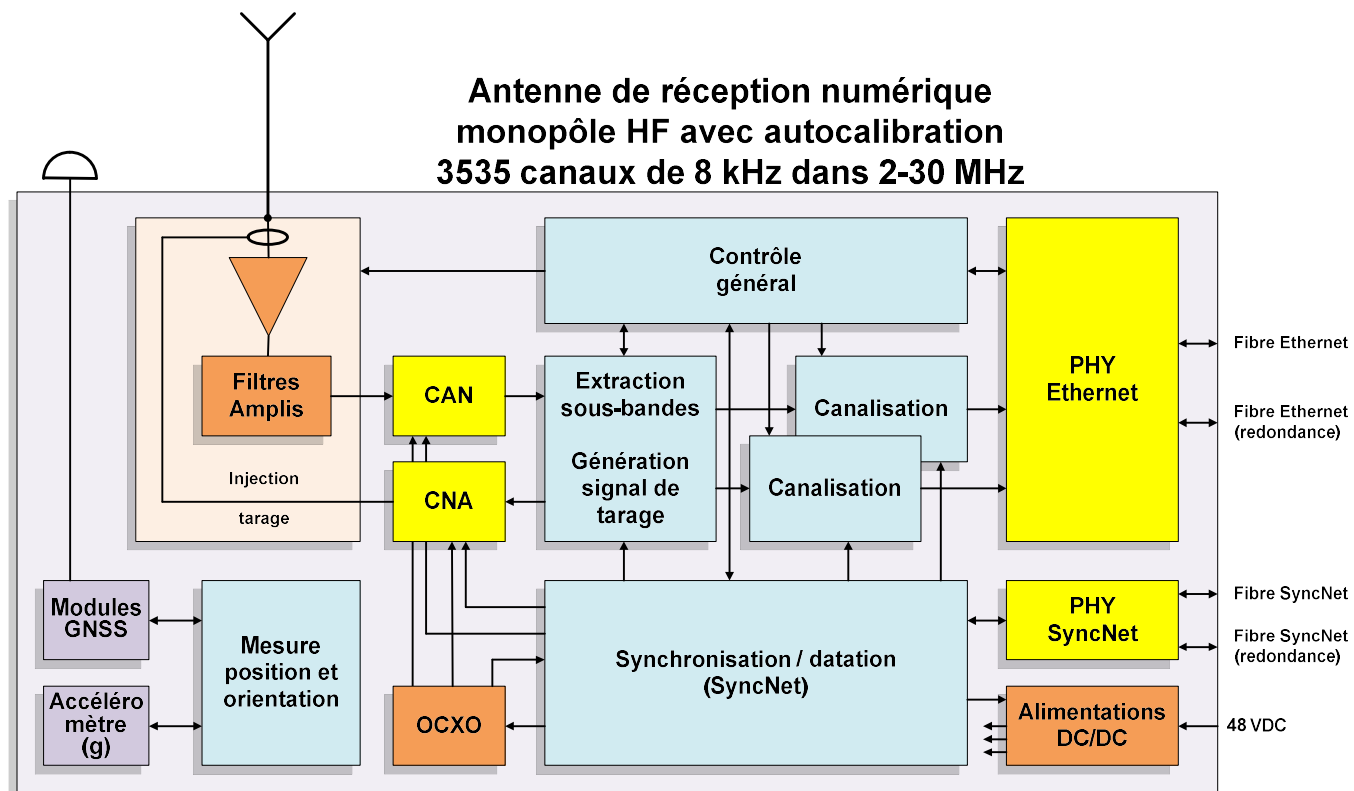 Antenne de réception numérique
monopôle HF avec autocalibration
3535 canaux de 8 kHz dans 2-30 MHz
Contrôle
général
PHY
Ethernet
Fibre Ethernet
Fibre Ethernet
(redondance)
Filtres
Amplis
CAN
Extraction
sous-bandes
Canalisation
Injection
tarage
CNA
Génération
signal de
tarage
Canalisation
Modules
GNSS
Mesure
position et
orientation
Accéléro
mètre
(g)
OCXO
Synchronisation / datation
(SyncNet)
PHY
SyncNet
Fibre SyncNet
Fibre SyncNet
(redondance)
Alimentations
DC/DC
48 VDC